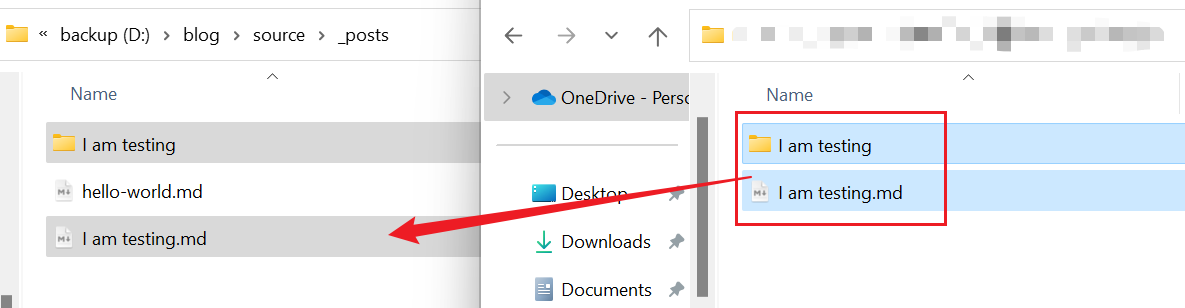 « backup (D:) > blog > source > _posts
Name
I am testing
hello-world.md
I am testing.md
OneDrive - Perso
Desktop
Downloads
Documents
Name
I am testing
I am testing.md